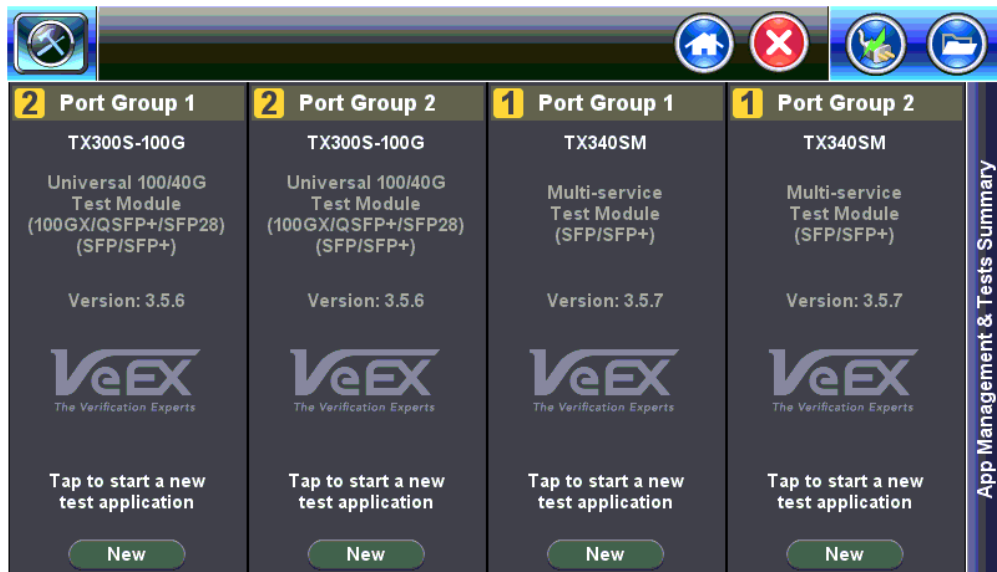 2 Port Group 1
TX300S-100G
Universal 100/40G
Test Module
(100GX/QSFP+/SFP28)
(SFP/SFP+)
Version: 3.5.6
VeEX
The Verification Experts
Tap to start a new
test application
New
2 Port Group 2
TX300S-100G
Universal 100/40G
Test Module
(100GX/QSFP+/SFP28)
(SFP/SFP+)
Version: 3.5.6
VeEX
The Verification Experts
Tap to start a new
test application
New
1 Port Group 1
TX340SM
Multi-service
Test Module
(SFP/SFP+)
Version: 3.5.7
VeEX
The Verification Experts
Tap to start a new
test application
New
1 Port Group 2
TX340SM
Multi-service
Test Module
(SFP/SFP+)
Version: 3.5.7
VeEX
The Verification Experts
Tap to start a new
test application
New
App Management & Tests Summary